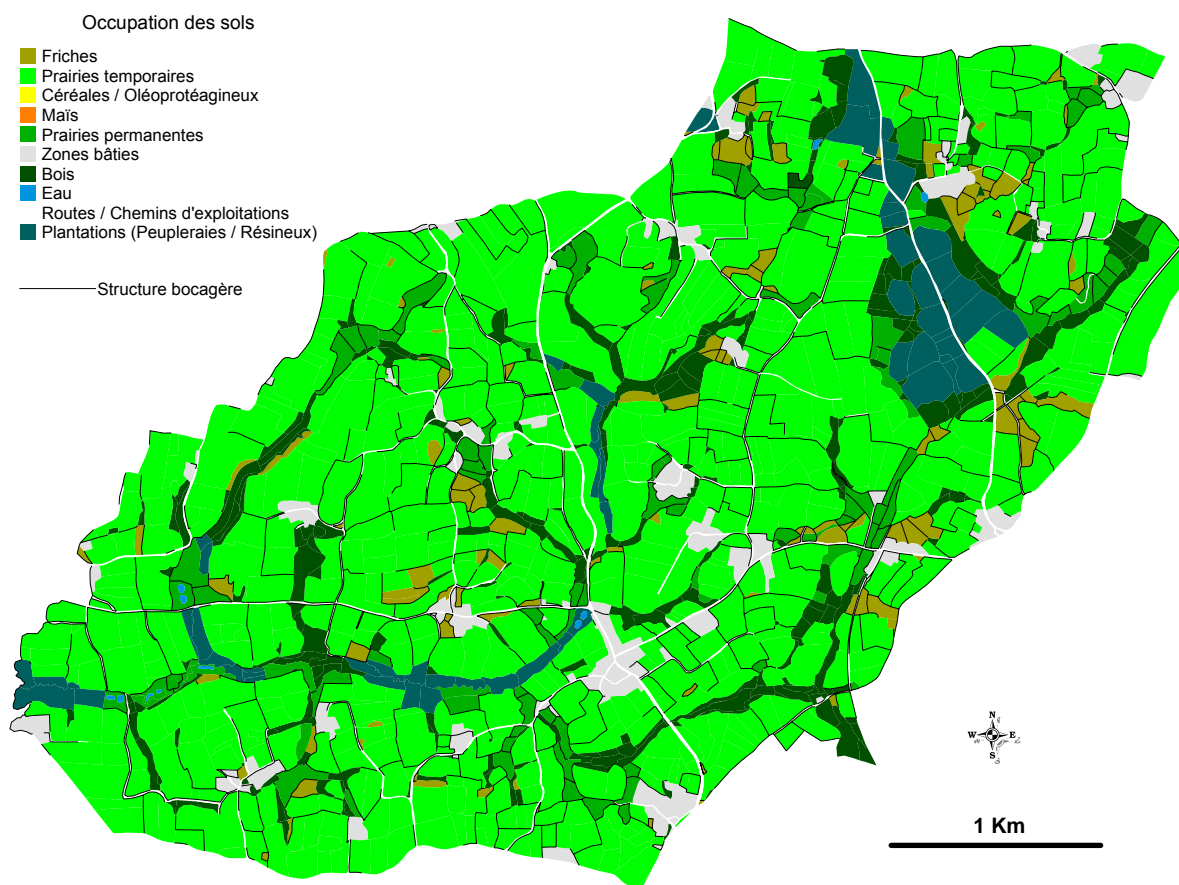 Occupation des sols
Friches
Prairies temporaires
Céréales / Oléoprotéagineux
Maïs
Prairies permanentes
Zones bâties
Bois
Eau
Routes / Chemins d'exploitations
Plantations (Peupleraies / Résineux)
Structure bocagère
N
W E
S
1 Km